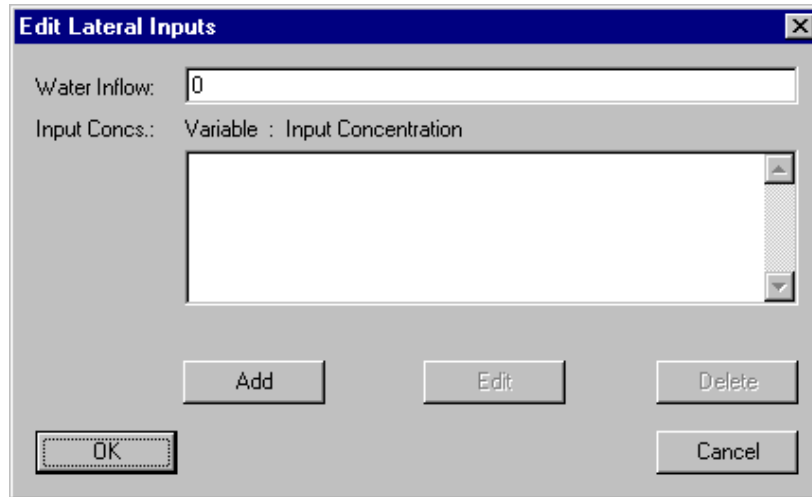 Edit Lateral Inputs
Water Inflow: 0
Input Concs.: Variable : Input Concentration
Add Edit Delete
OK Cancel